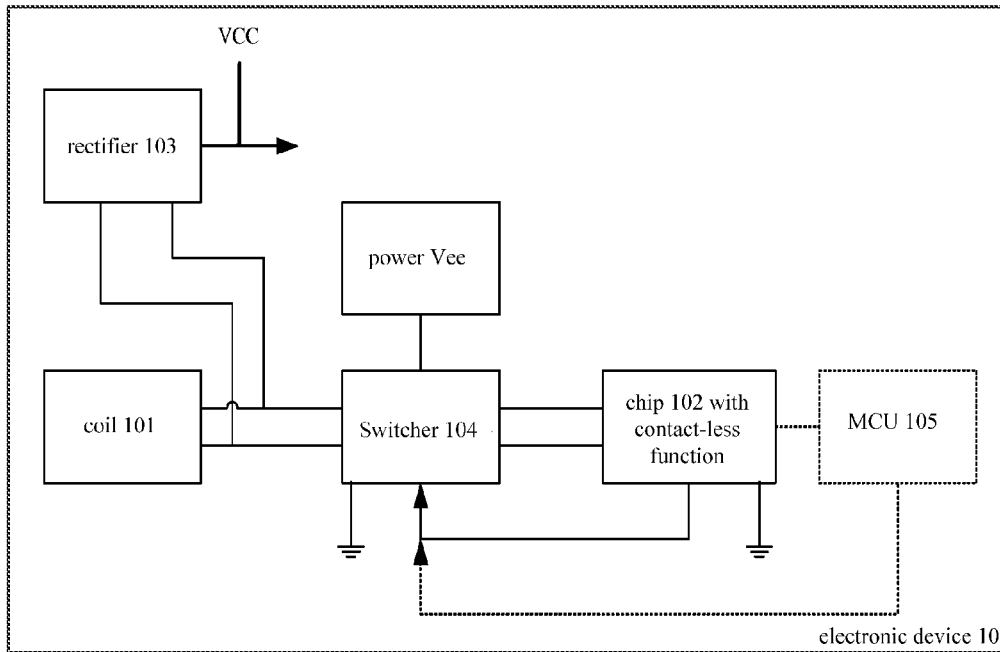 VCC
rectifier 103
power Vee
coil 101
Switcher 104
chip 102 with
contact-less
function
MCU 105
electronic device 10